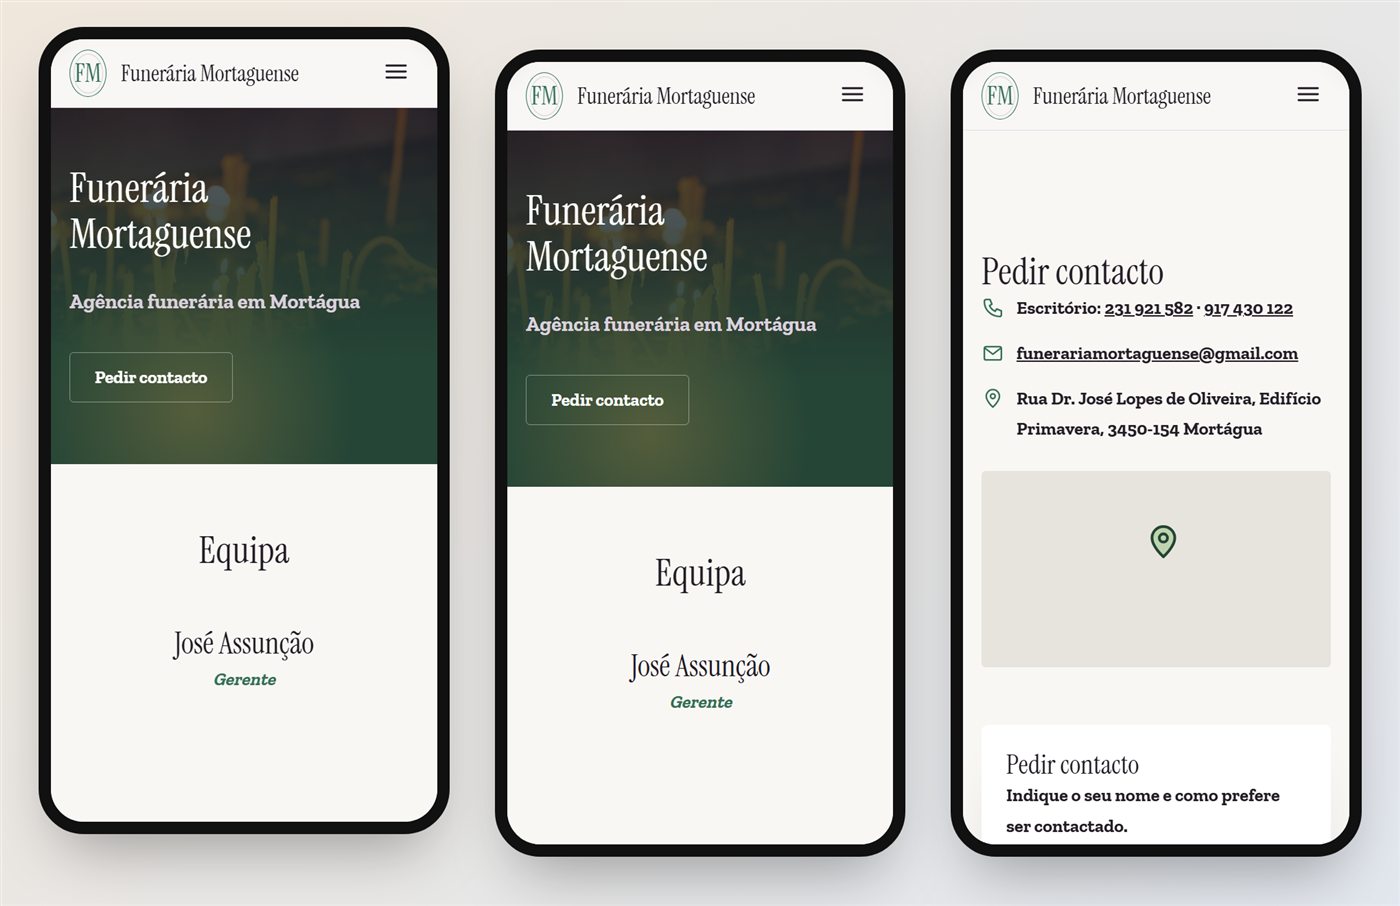 FM Funerária Mortaguense
Funerária
Mortaguense
Agência funerária em Mortágua
Pedir contacto
Equipa
José Assunção
Gerente
FM Funerária Mortaguense
Funerária
Mortaguense
Agência funerária em Mortágua
Pedir contacto
Equipa
José Assunção
Gerente
FM Funerária Mortaguense
Pedir contacto
Escritório: 231 921 582 · 917 430 122
funerariamortaguense@gmail.com
Rua Dr. José Lopes de Oliveira, Edifício
Primavera, 3450-154 Mortágua
Pedir contacto
Indique o seu nome e como prefere
ser contactado.